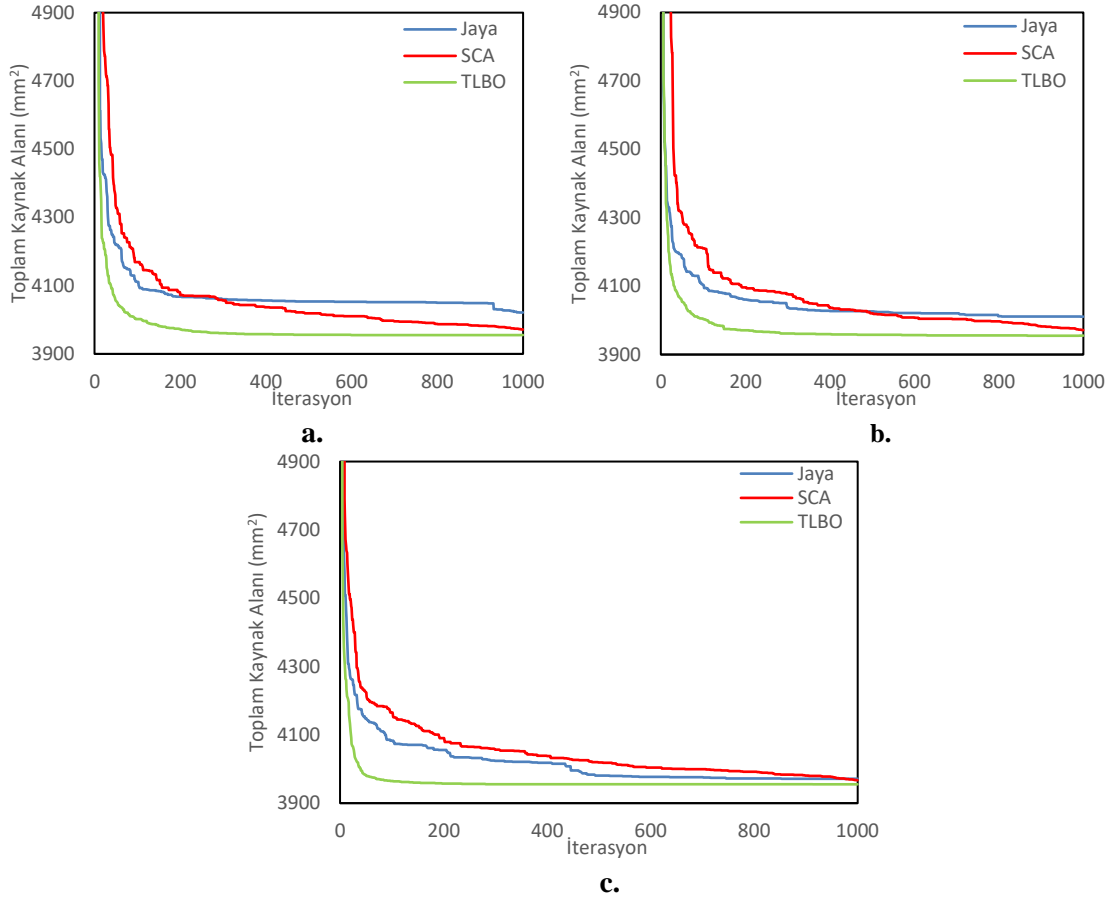 4900
4700
4500
4300
4100
3900
Toplam Kaynak Alanı (mm²)
Jaya
SCA
TLBO
0 200 400 600 800 1000
İterasyon
a.
4900
4700
4500
4300
4100
3900
Toplam Kaynak Alanı (mm²)
Jaya
SCA
TLBO
0 200 400 600 800 1000
İterasyon
b.
4900
4700
4500
4300
4100
3900
Toplam Kaynak Alanı (mm²)
Jaya
SCA
TLBO
0 200 400 600 800 1000
İterasyon
c.